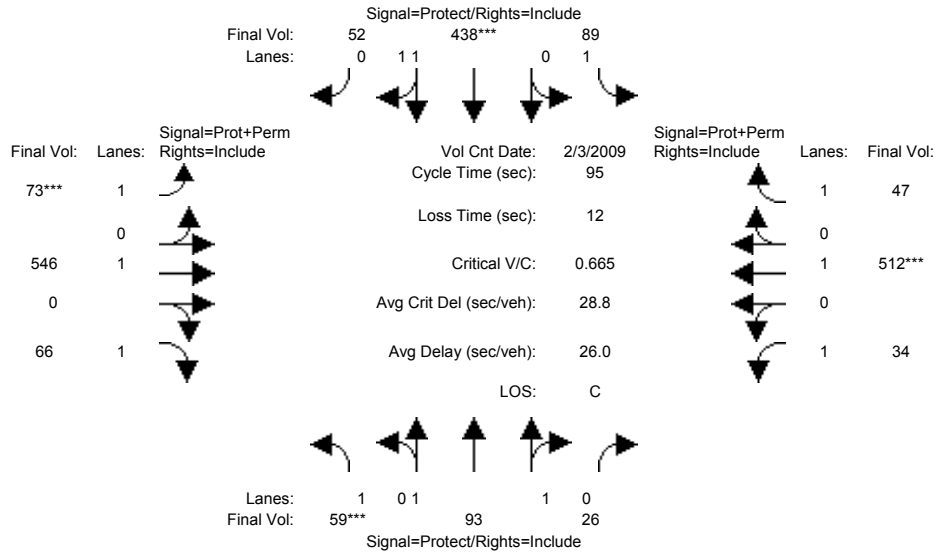 Signal=Protect/Rights=Include
Final Vol: 52 438*** 89
Lanes: 0 1 1 0 1
Signal=Prot+Perm Signal=Prot+Perm
Final Vol: Lanes: Rights=Include Vol Cnt Date: 2/3/2009 Rights=Include Lanes: Final Vol:
Cycle Time (sec): 95
73*** 1 1 47
Loss Time (sec): 12
0 0
546 1 Critical V/C: 0.665 1 512***
0 Avg Crit Del (sec/veh): 28.8 0
66 1 Avg Delay (sec/veh): 26.0 1 34
LOS: C
Lanes: 1 0 1 1 0
Final Vol: 59*** 93 26
Signal=Protect/Rights=Include